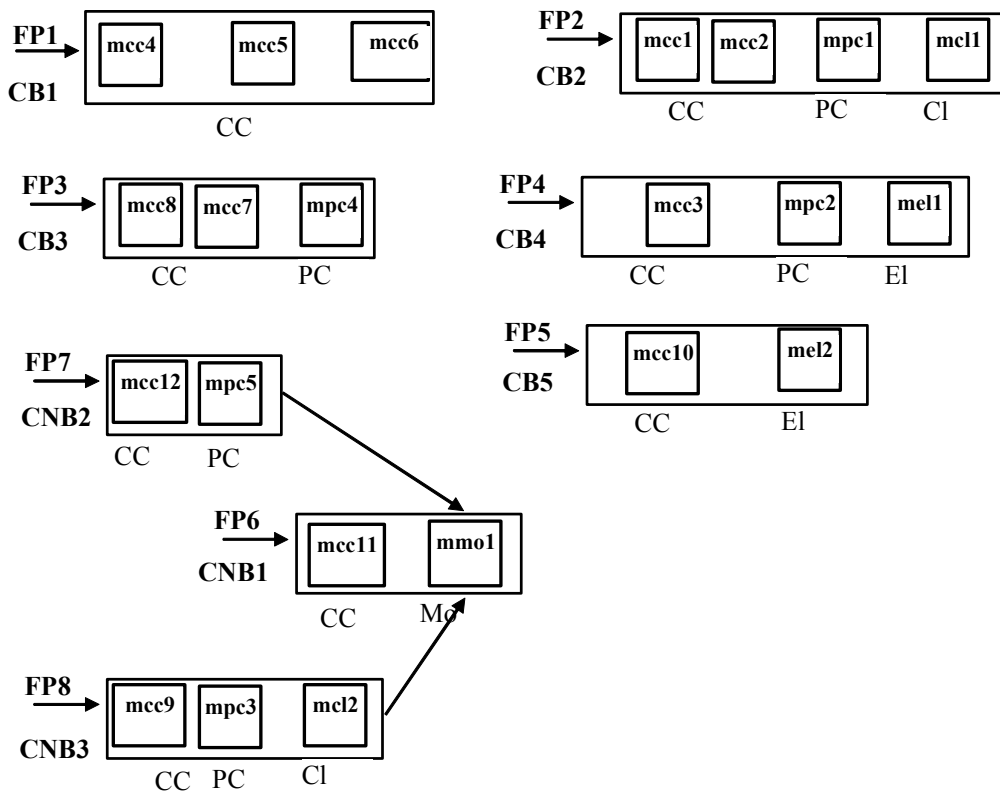 FP1 mcc4 mcc5 mcc6
CB1
CC
FP2 mcc1 mcc2 mpc1 mcl1
CB2
CC PC Cl
FP3 mcc8 mcc7 mpc4
CB3
CC PC
FP4 mcc3 mpc2 mel1
CB4
CC PC El
FP5 mcc10 mel2
CB5
CC El
FP7 mcc12 mpc5
CNB2
CC PC
FP6 mcc11 mmo1
CNB1
CC Mo
FP8 mcc9 mpc3 mcl2
CNB3
CC PC Cl